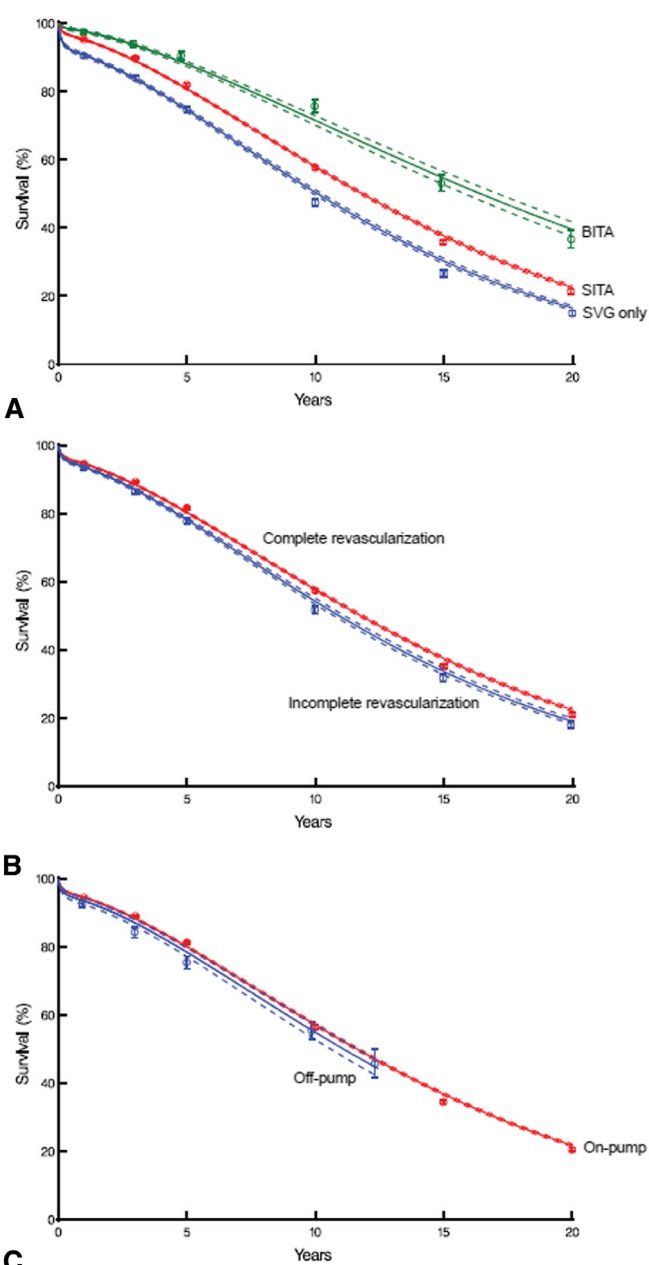 100
80
60
40
20
0
Survival (%)
BITA
SITA
SVG only
0 5 10 15 20
Years
A
100
80
60
40
20
0
Survival (%)
Complete revascularization
Incomplete revascularization
0 5 10 15 20
Years
B
100
80
60
40
20
0
Survival (%)
Off-pump
On-pump
0 5 10 15 20
Years
C